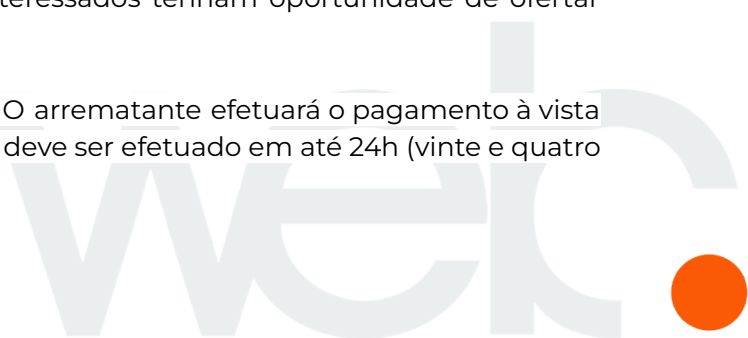 teressados tenham oportunidade de ofertar
O arrematante efetuará o pagamento à vista
deve ser efetuado em até 24h (vinte e quatro
web.